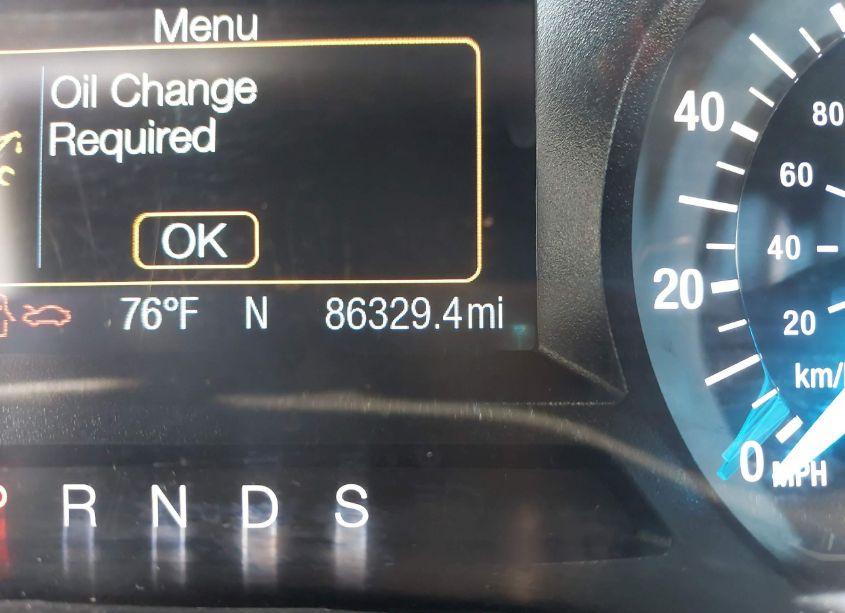 Menu
Oil Change
Required
OK
76°F N 86329.4mi
40
20
0
MPH
80
60
40
20
km/
P R N D S